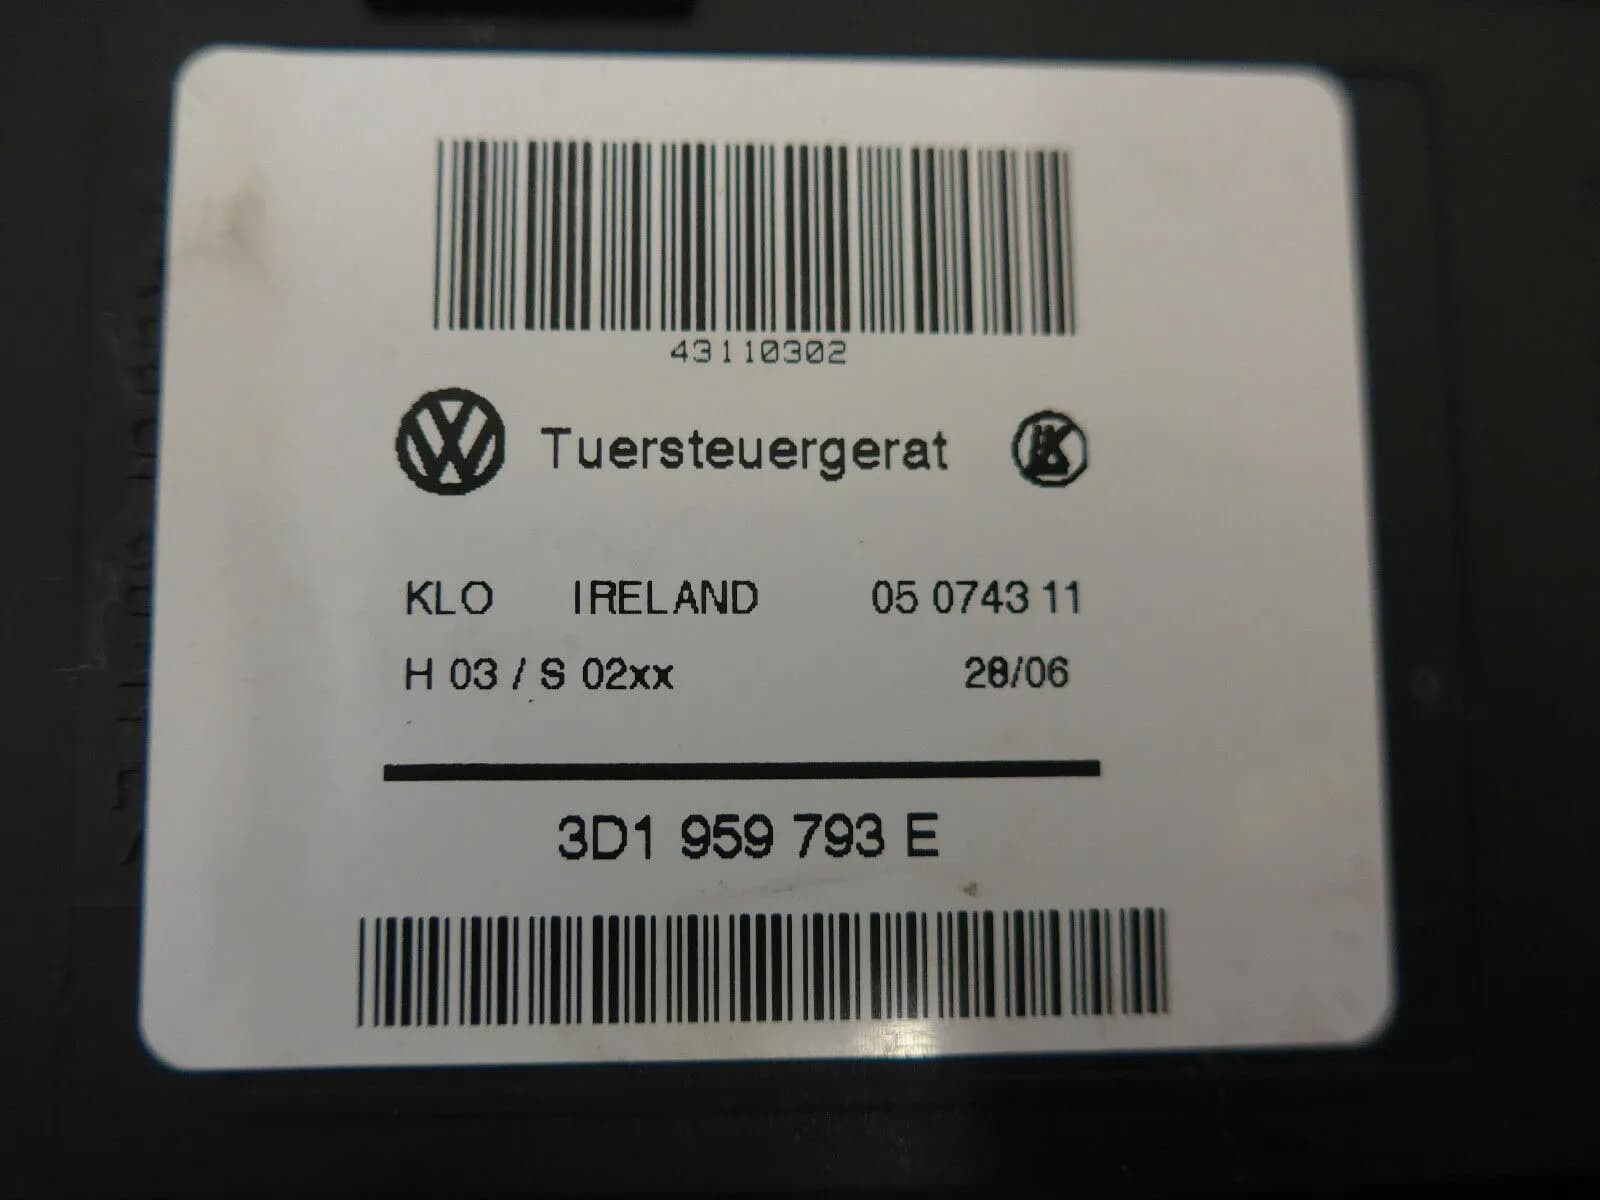 43110302
Tuersteuergerat
KLO IRELAND 05 0743 11
H 03 / S 02xx 28/06
3D1 959 793 E